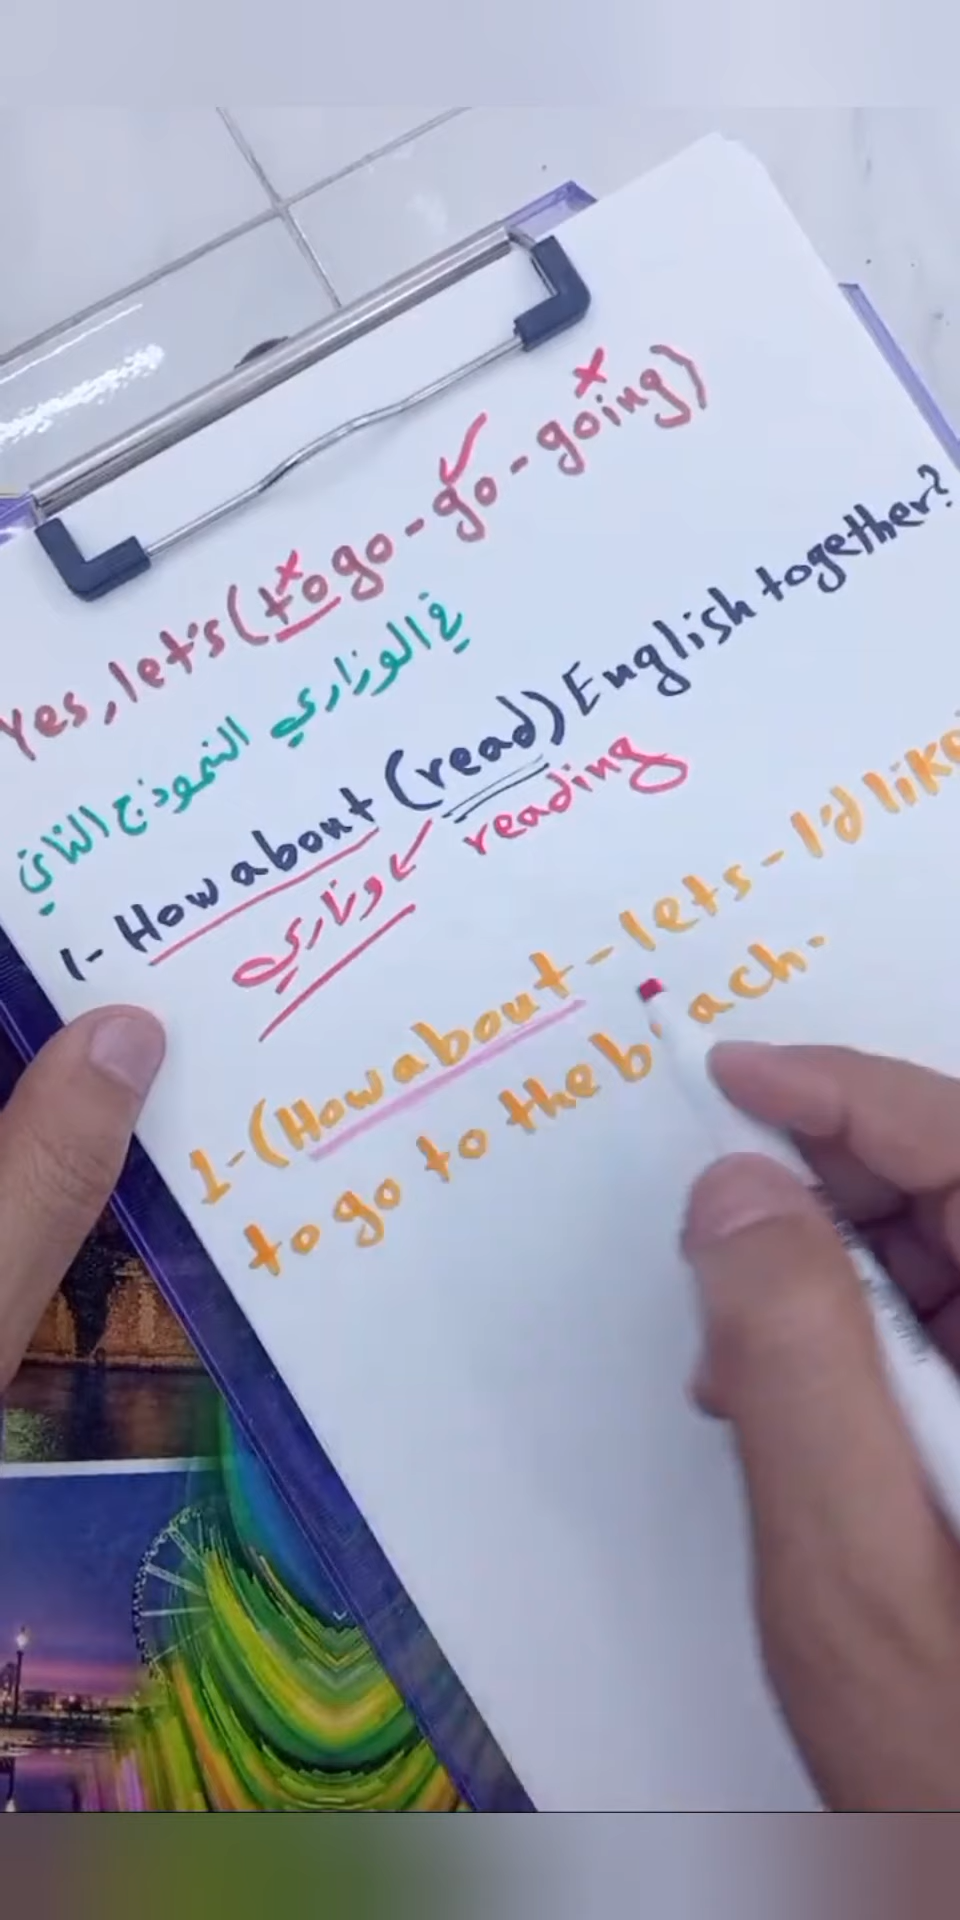 Yes, let's (to go - go - going)
في الوزاري النموذج الثاني
1- How about (read) English together?
وزاري reading
1- (How about - lets - I'd like
to go to the beach.